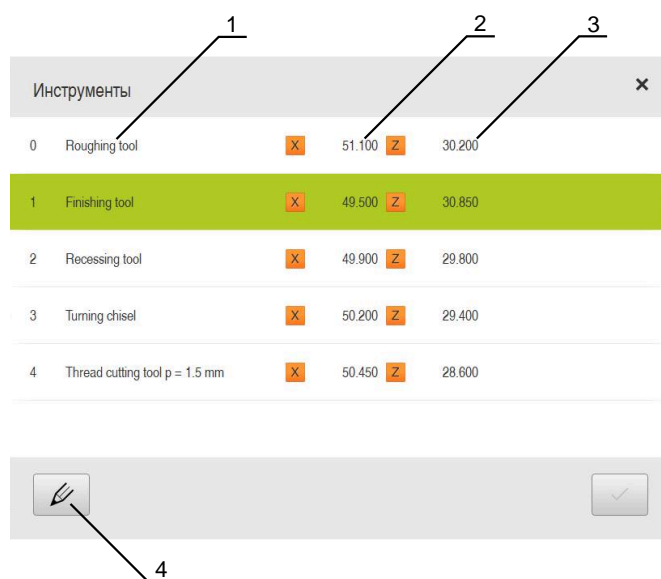 1 2 3
Инструменты ×
0 Roughing tool X 51.100 Z 30.200
1 Finishing tool X 49.500 Z 30.850
2 Recessing tool X 49.900 Z 29.800
3 Turning chisel X 50.200 Z 29.400
4 Thread cutting tool p = 1.5 mm X 50.450 Z 28.600
4